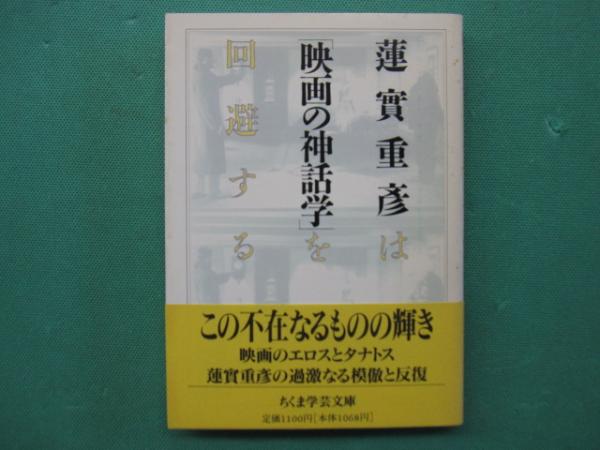 蓮實重彥は
「映画の神話学」を
回避する
この不在なるものの輝き
映画のエロスとタナトス
蓮實重彦の過激なる模倣と反復
ちくま学芸文庫
定価1100円[本体1068円]